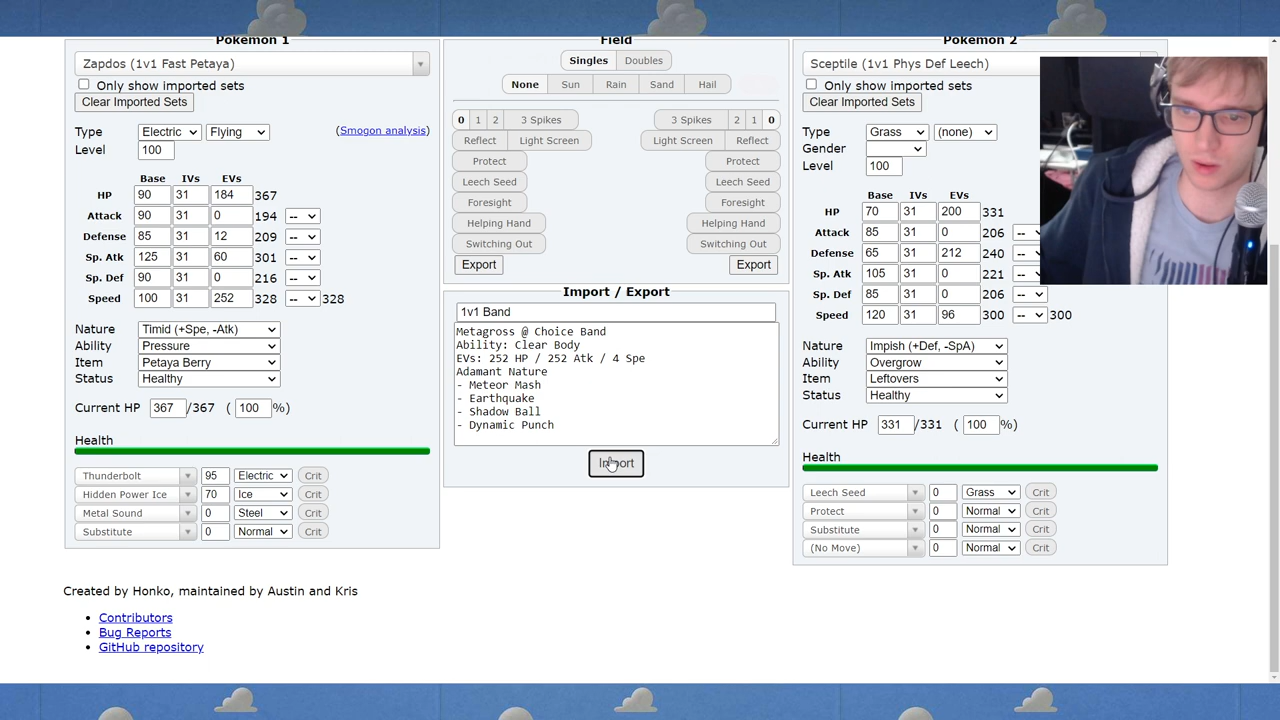 Pokemon 1
Zapdos (1v1 Fast Petaya)
Only show imported sets
Clear Imported Sets
Type Electric Flying (Smogon analysis)
Level 100
Base IVs EVs
HP 90 31 184 367
Attack 90 31 0 194 --
Defense 85 31 12 209 --
Sp. Atk 125 31 60 301 --
Sp. Def 90 31 0 216 --
Speed 100 31 252 328 -- 328
Nature Timid (+Spe, -Atk)
Ability Pressure
Item Petaya Berry
Status Healthy
Current HP 367 /367 ( 100 %)
Health
Thunderbolt 95 Electric Crit
Hidden Power Ice 70 Ice Crit
Metal Sound 0 Steel Crit
Substitute 0 Normal Crit
Field
Singles Doubles
None Sun Rain Sand Hail
0 1 2 3 Spikes 3 Spikes 2 1 0
Reflect Light Screen Light Screen Reflect
Protect Protect
Leech Seed Leech Seed
Foresight Foresight
Helping Hand Helping Hand
Switching Out Switching Out
Export Export
Import / Export
1v1 Band
Metagross @ Choice Band
Ability: Clear Body
EVs: 252 HP / 252 Atk / 4 Spe
Adamant Nature
- Meteor Mash
- Earthquake
- Shadow Ball
- Dynamic Punch
Import
Pokemon 2
Sceptile (1v1 Phys Def Leech)
Only show imported sets
Clear Imported Sets
Type Grass (none)
Gender
Level 100
Base IVs EVs
HP 70 31 200 331
Attack 85 31 0 206 --
Defense 65 31 212 240 --
Sp. Atk 105 31 0 221 --
Sp. Def 85 31 0 206 --
Speed 120 31 96 300 -- 300
Nature Impish (+Def, -SpA)
Ability Overgrow
Item Leftovers
Status Healthy
Current HP 331 /331 ( 100 %)
Health
Leech Seed 0 Grass Crit
Protect 0 Normal Crit
Substitute 0 Normal Crit
(No Move) 0 Normal Crit
Created by Honko, maintained by Austin and Kris
Contributors
Bug Reports
GitHub repository